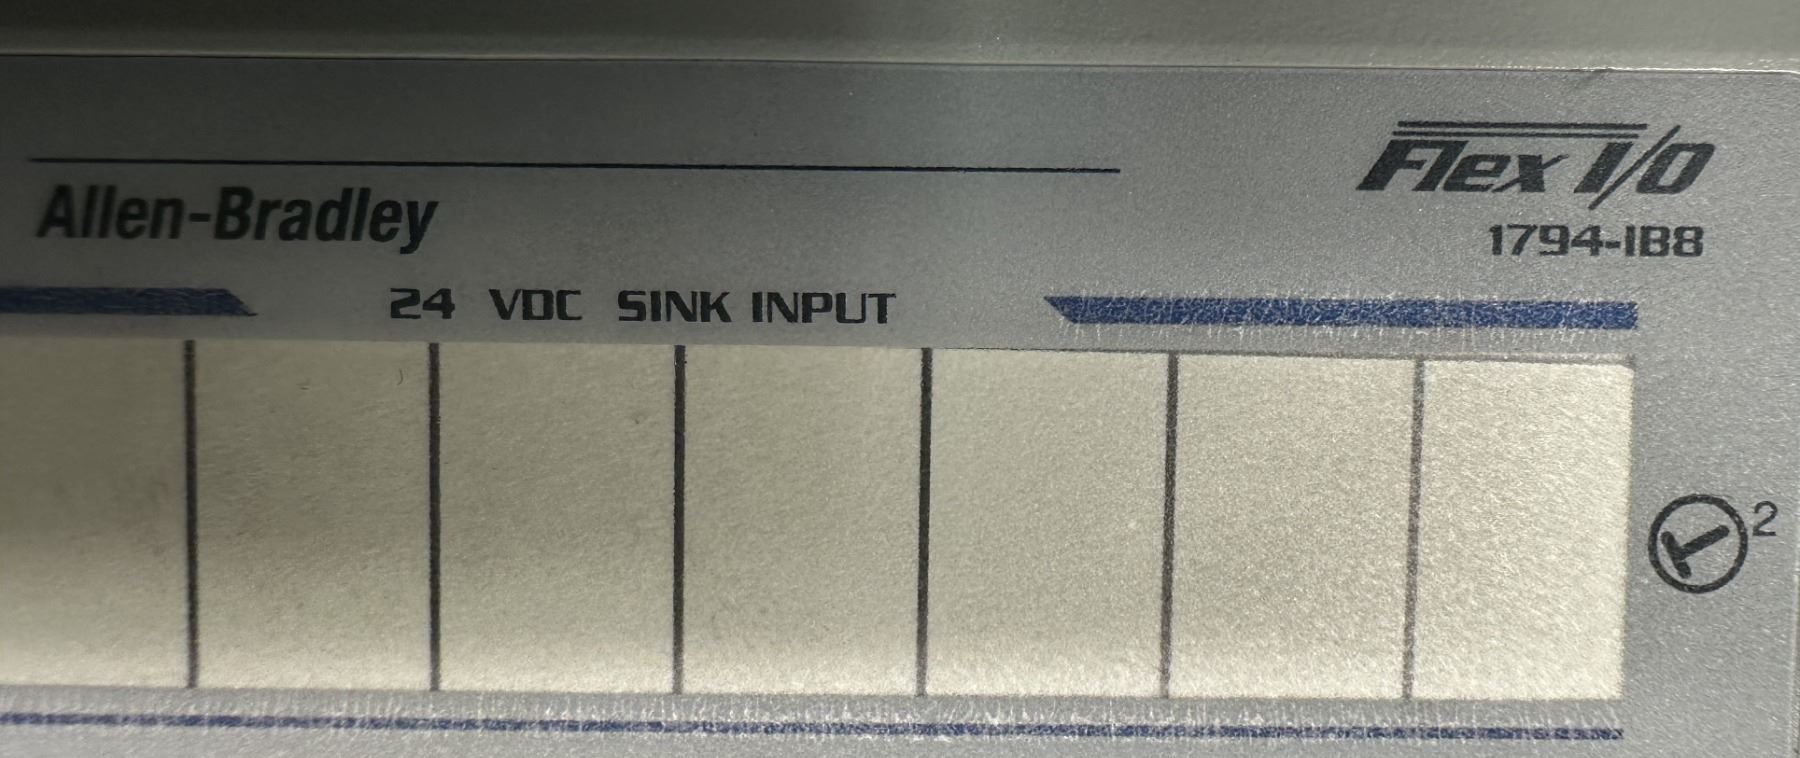 Flex I/O
Allen-Bradley
1794-IB8
24 VDC SINK INPUT
2